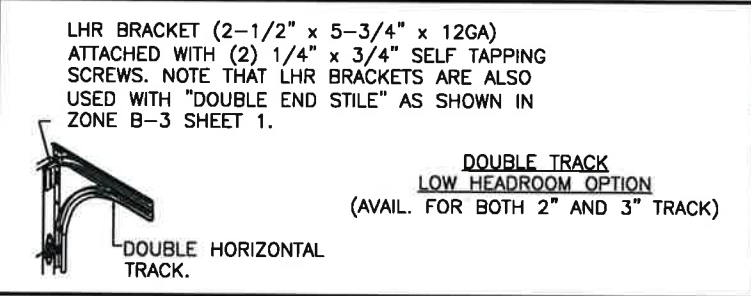 LHR BRACKET (2-1/2" x 5-3/4" x 12GA)
ATTACHED WITH (2) 1/4" x 3/4" SELF TAPPING
SCREWS. NOTE THAT LHR BRACKETS ARE ALSO
USED WITH "DOUBLE END STILE" AS SHOWN IN
ZONE B-3 SHEET 1.
DOUBLE TRACK
LOW HEADROOM OPTION
(AVAIL. FOR BOTH 2" AND 3" TRACK)
DOUBLE HORIZONTAL
TRACK.